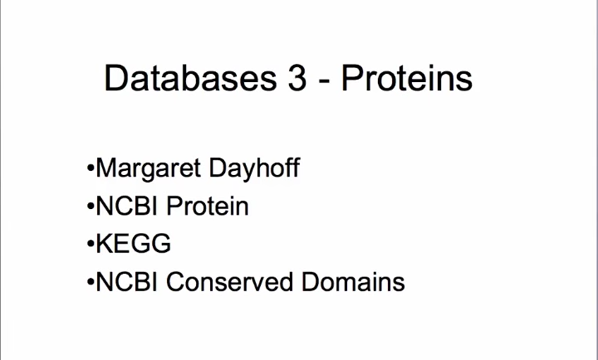 Databases 3 - Proteins
•Margaret Dayhoff
•NCBI Protein
•KEGG
•NCBI Conserved Domains